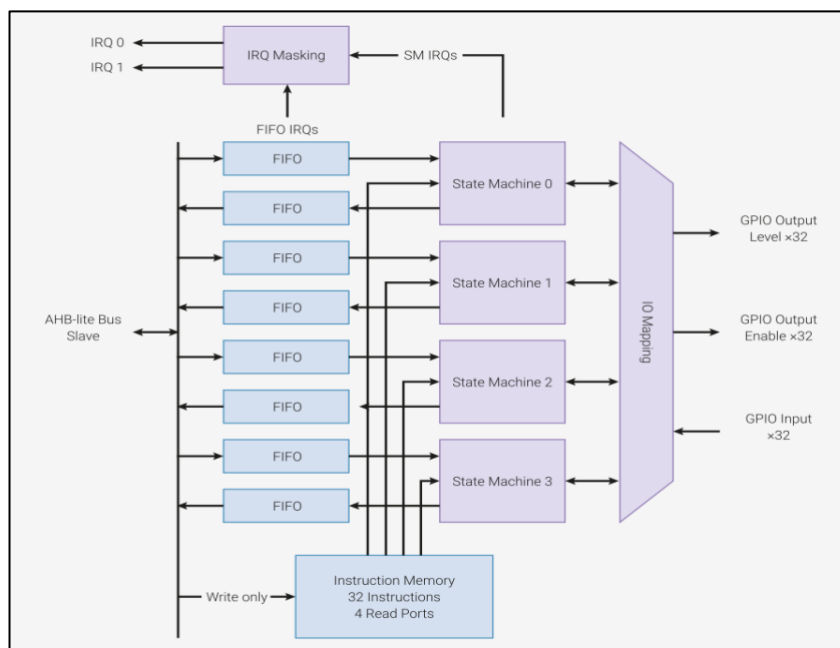 IRQ 0
IRQ 1
IRQ Masking
SM IRQs
FIFO IRQs
FIFO
FIFO
FIFO
FIFO
FIFO
FIFO
FIFO
FIFO
State Machine 0
State Machine 1
State Machine 2
State Machine 3
AHB-lite Bus
Slave
IO Mapping
GPIO Output
Level ×32
GPIO Output
Enable ×32
GPIO Input
×32
Write only
Instruction Memory
32 Instructions
4 Read Ports